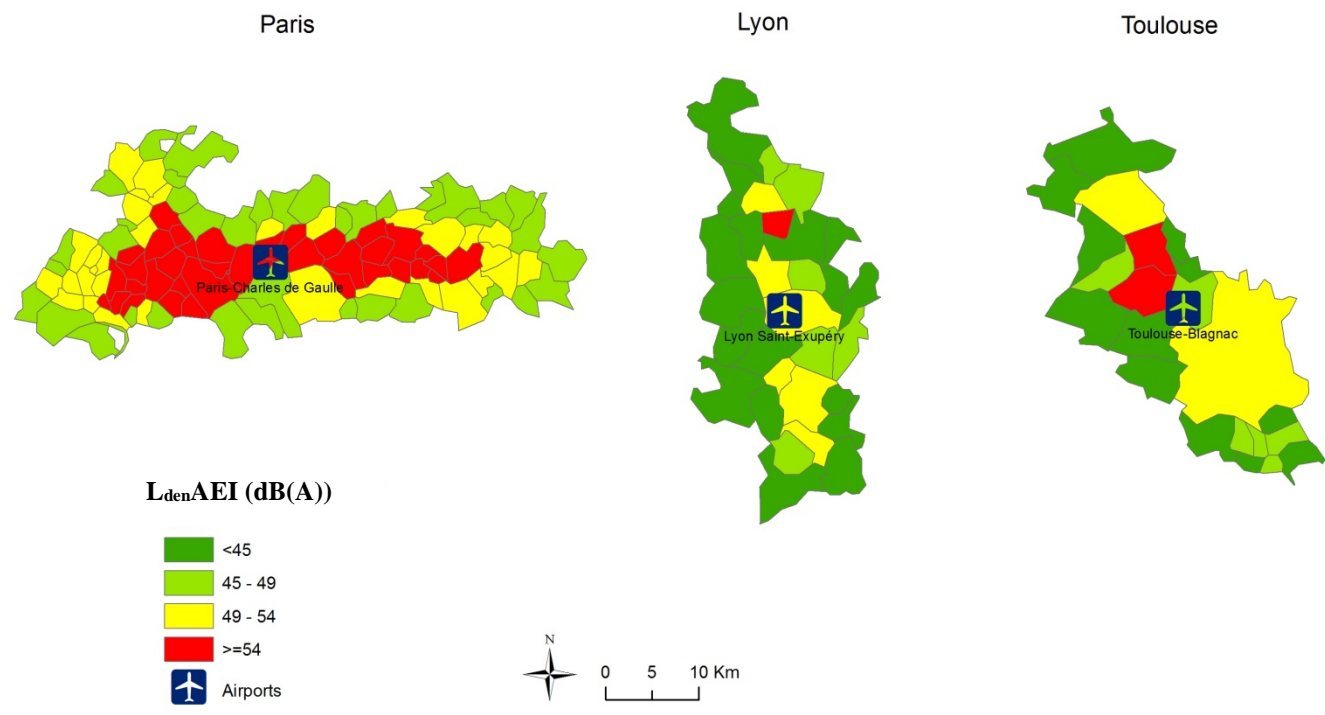 Paris
Lyon
Toulouse
Paris-Charles de Gaulle
Lyon Saint-Exupéry
Toulouse-Blagnac
LdenAEI (dB(A))
<45
45 - 49
49 - 54
>=54
Airports
N
0 5 10 Km